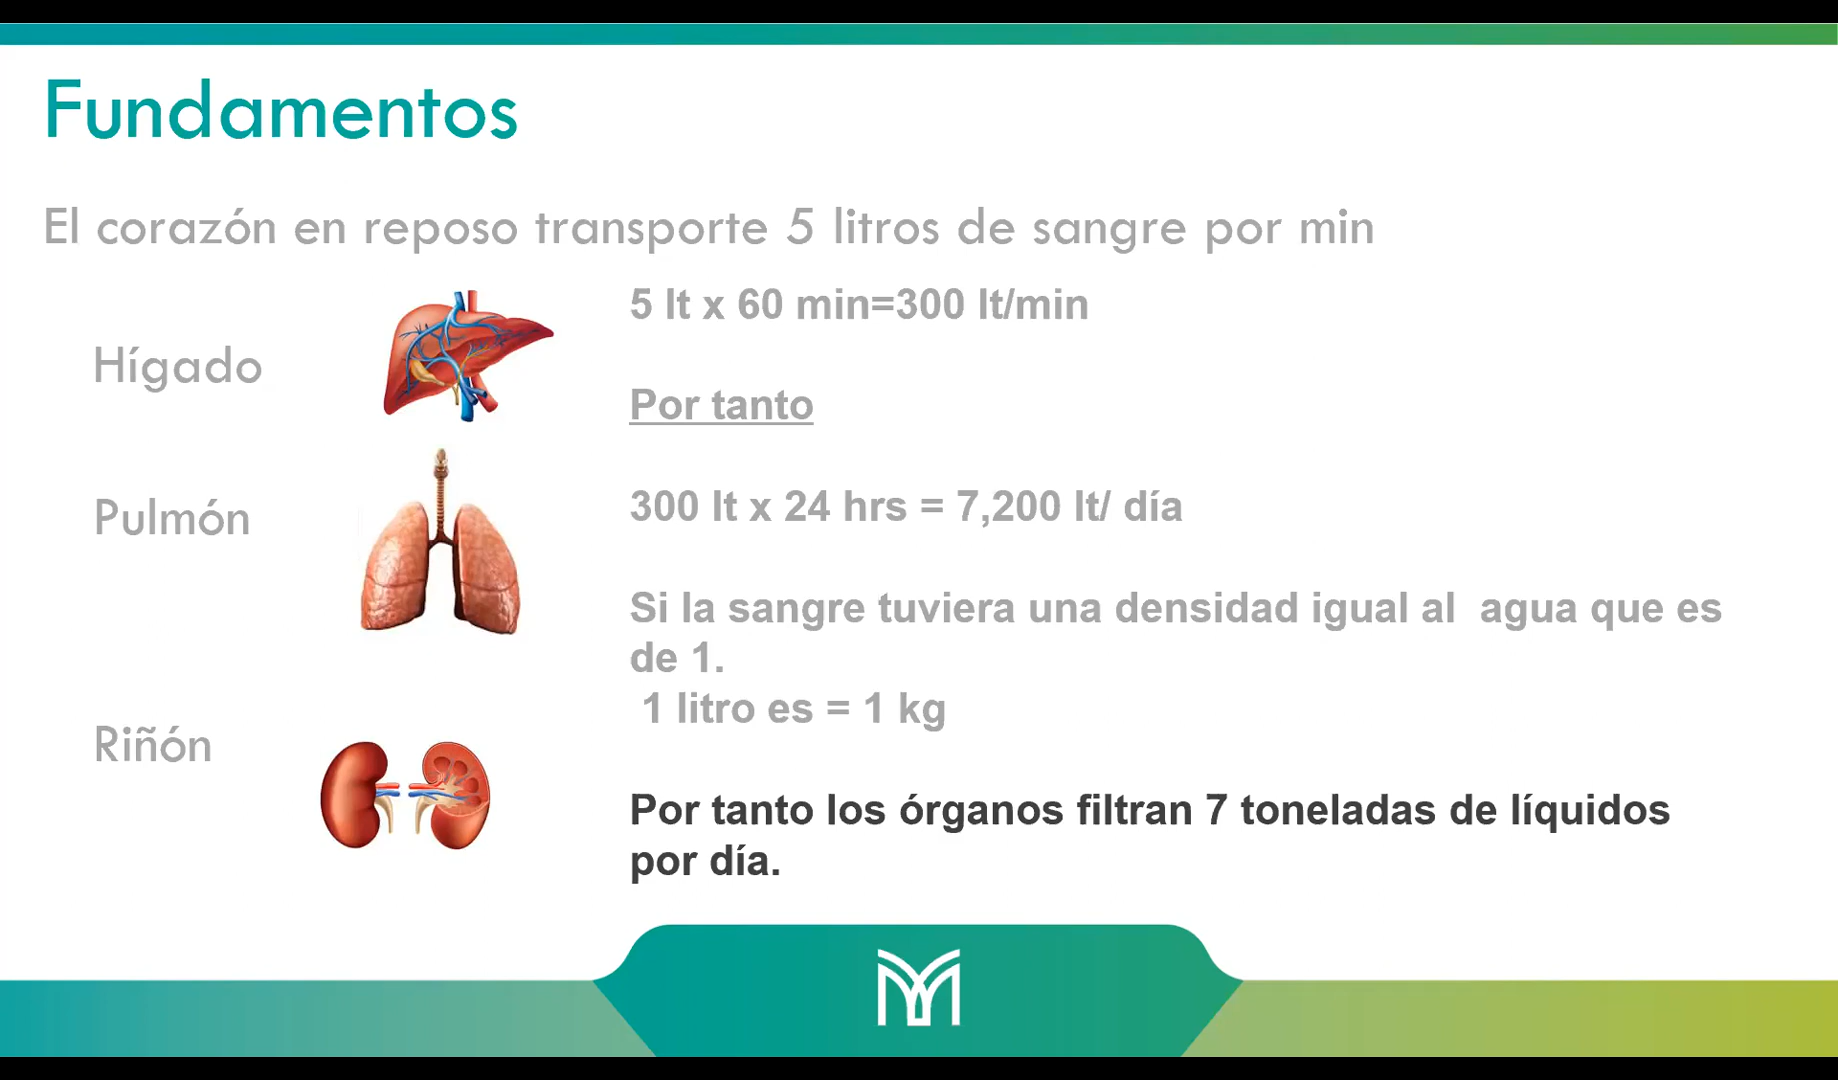 Fundamentos
El corazón en reposo transporte 5 litros de sangre por min
Hígado
5 lt x 60 min=300 lt/min
Por tanto
Pulmón
300 lt x 24 hrs = 7,200 lt/ día
Si la sangre tuviera una densidad igual al  agua que es
de 1.
1 litro es = 1 kg
Riñón
Por tanto los órganos filtran 7 toneladas de líquidos
por día.